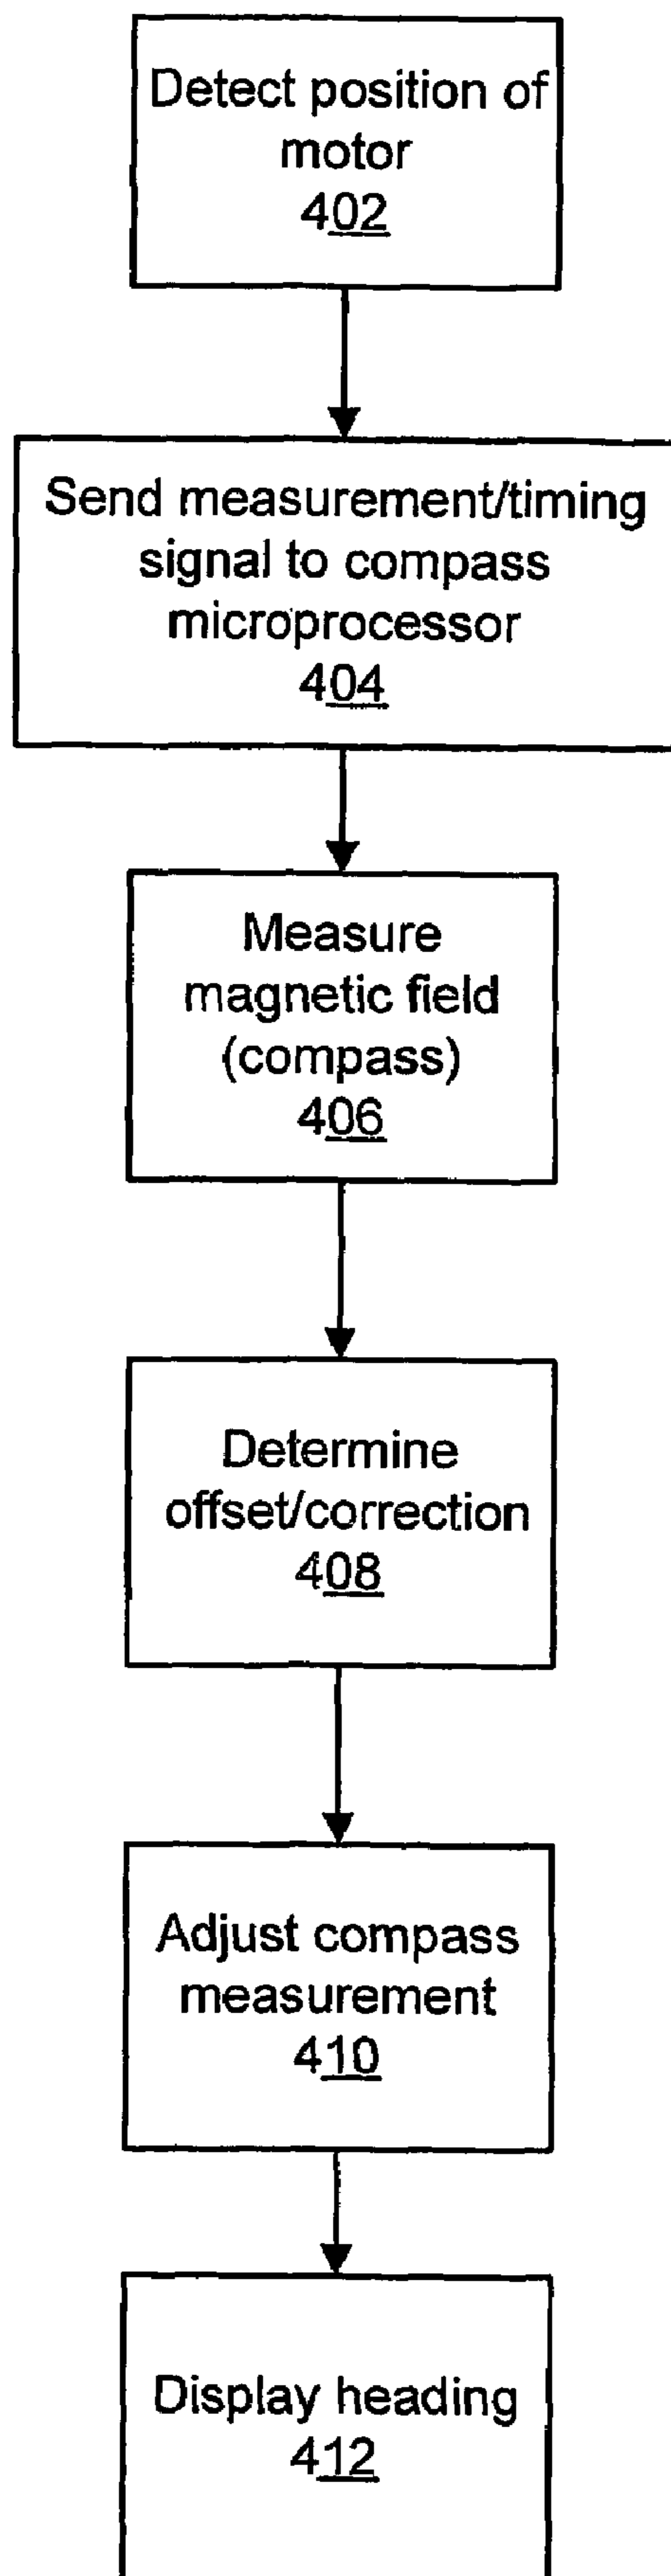 Detect position of
motor
402
Send measurement/timing
signal to compass
microprocessor
404
Measure
magnetic field
(compass)
406
Determine
offset/correction
408
Adjust compass
measurement
410
Display heading
412